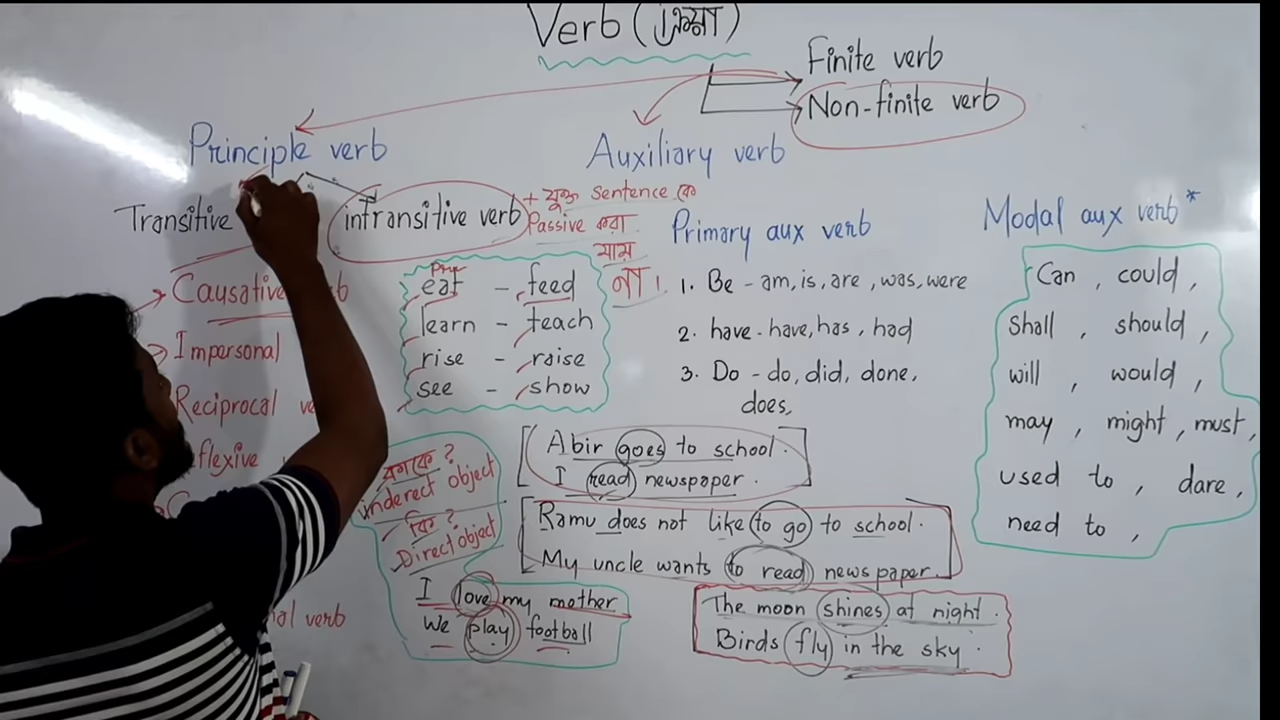 Verb (ক্রিয়া)
Finite verb
Non-finite verb
Principle verb
Auxiliary verb
Transitive
intransitive verb
+ যুক্ত Sentence কে
Passive করা
যায়
না।
Primary aux verb
Modal aux verb*
Causative
Impersonal
Reciprocal
eat - feed
learn - teach
rise - raise
see - show
1. Be - am, is, are, was, were
2. have - have, has, had
3. Do - do, did, done,
does,
Can, could,
Shall, should,
will, would,
may, might, must,
used to, dare,
need to,
Abir goes to school.
I read newspaper.
কাকে?
inderect object
কি?
Direct object
Ramu does not like to go to school.
My uncle wants to read newspaper.
I love my mother
We play football
The moon shines at night.
Birds fly in the sky.
verb